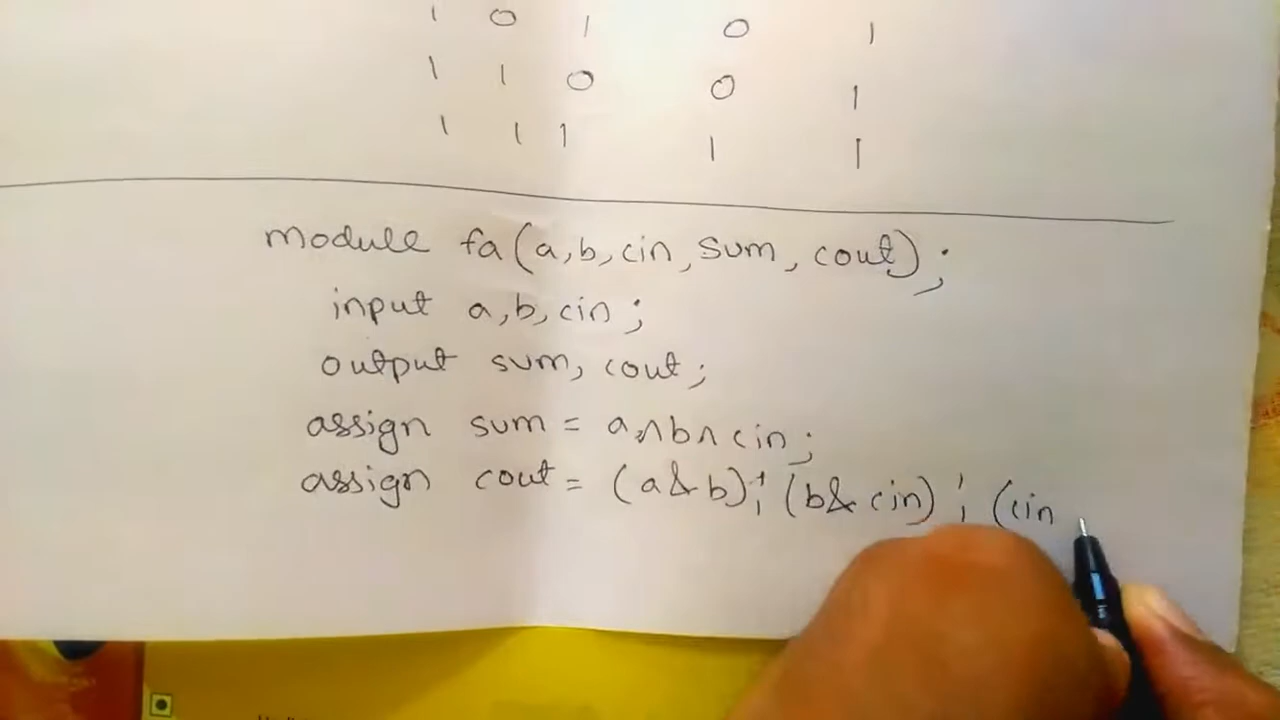 1 0 1 0 1
1 1 0 0 1
1 1 1 1 1
module fa(a,b,cin,sum,cout);
input a,b,cin;
output sum,cout;
assign sum = a^b^cin;
assign cout = (a&b)¦(b&cin)¦(cin